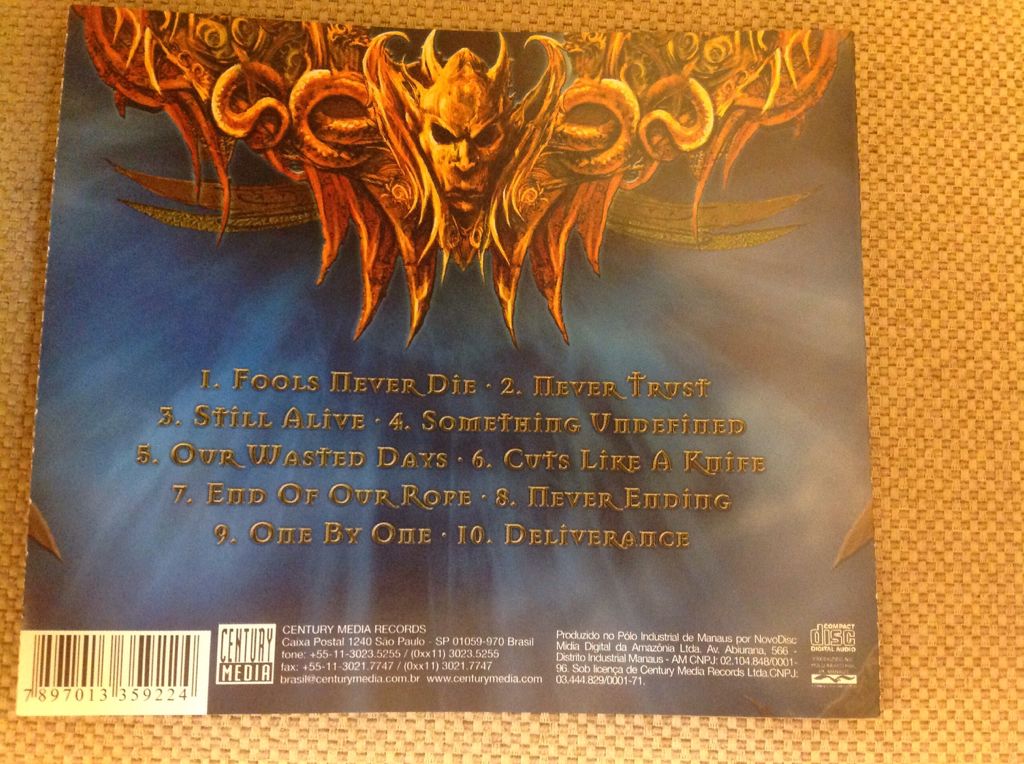 1. Fools Never Die · 2. Never Trust
3. Still Alive · 4. Something Undefined
5. Our Wasted Days · 6. Cuts Like A Knife
7. End Of Our Rope · 8. Never Ending
9. One By One · 10. Deliverance
7 897013 359224
CENTURY
MEDIA
CENTURY MEDIA RECORDS
Caixa Postal 1240 São Paulo - SP 01059-970 Brasil
fone: +55-11-3023.5255 / (0xx11) 3023.5255
fax: +55-11-3021.7747 / (0xx11) 3021.7747
brasil@centurymedia.com.br www.centurymedia.com
Produzido no Pólo Industrial de Manaus por NovoDisc
Mídia Digital da Amazônia Ltda. Av. Abiurana, 566 -
Distrito Industrial Manaus - AM CNPJ: 02.104.848/0001-
96. Sob licença de Century Media Records Ltda.CNPJ:
03.444.829/0001-71.
COMPACT
disc
DIGITAL AUDIO